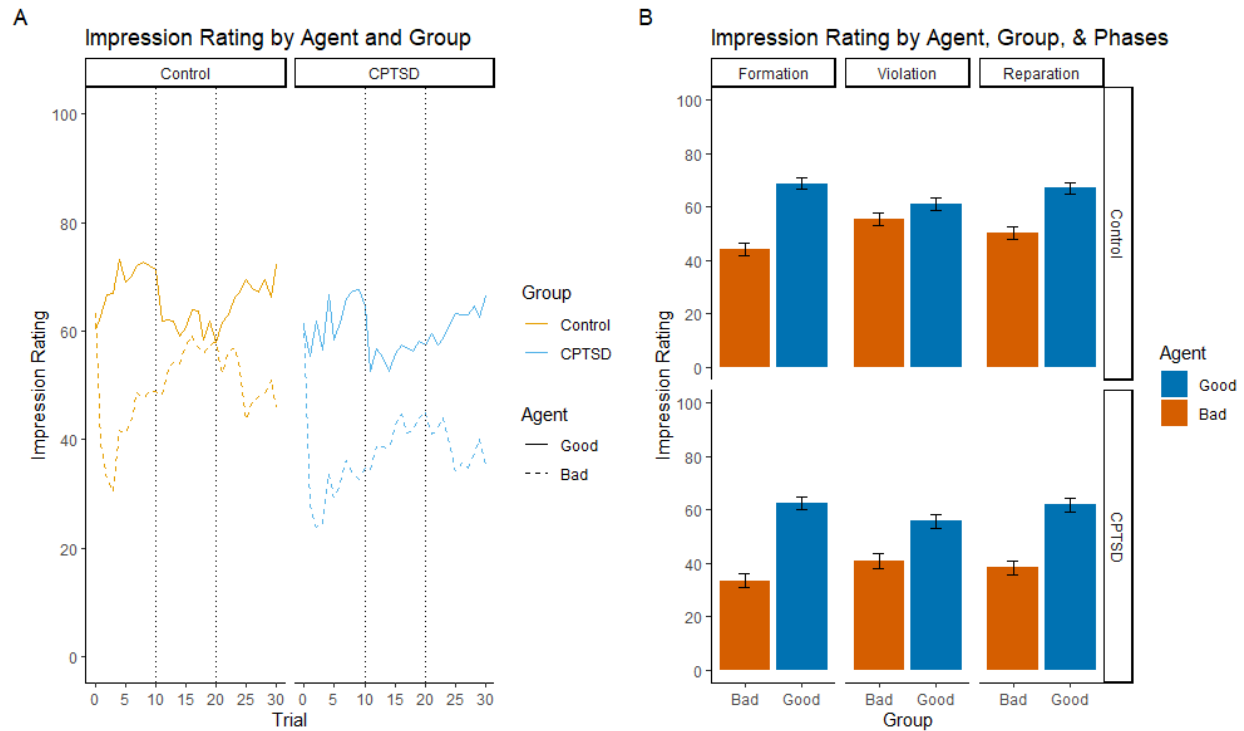 A
Impression Rating by Agent and Group
Control
CPTSD
100
80
60
40
20
0
Impression Rating
0 5 10 15 20 25 30
0 5 10 15 20 25 30
Trial
Group
Control
CPTSD
Agent
Good
Bad
B
Impression Rating by Agent, Group, & Phases
Formation
Violation
Reparation
100
80
60
40
20
0
Control
100
80
60
40
20
0
CPTSD
Impression Rating
Bad Good
Bad Good
Bad Good
Group
Agent
Good
Bad